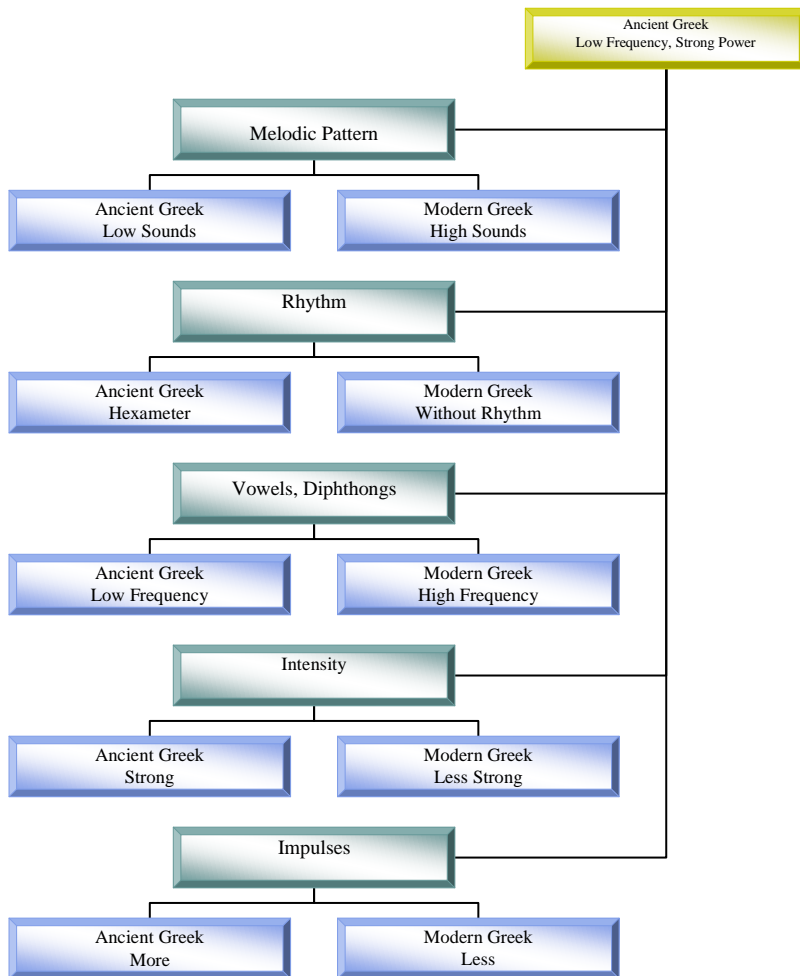 Ancient Greek
Low Frequency, Strong Power
Melodic Pattern
Ancient Greek
Low Sounds
Modern Greek
High Sounds
Rhythm
Ancient Greek
Hexameter
Modern Greek
Without Rhythm
Vowels, Diphthongs
Ancient Greek
Low Frequency
Modern Greek
High Frequency
Intensity
Ancient Greek
Strong
Modern Greek
Less Strong
Impulses
Ancient Greek
More
Modern Greek
Less